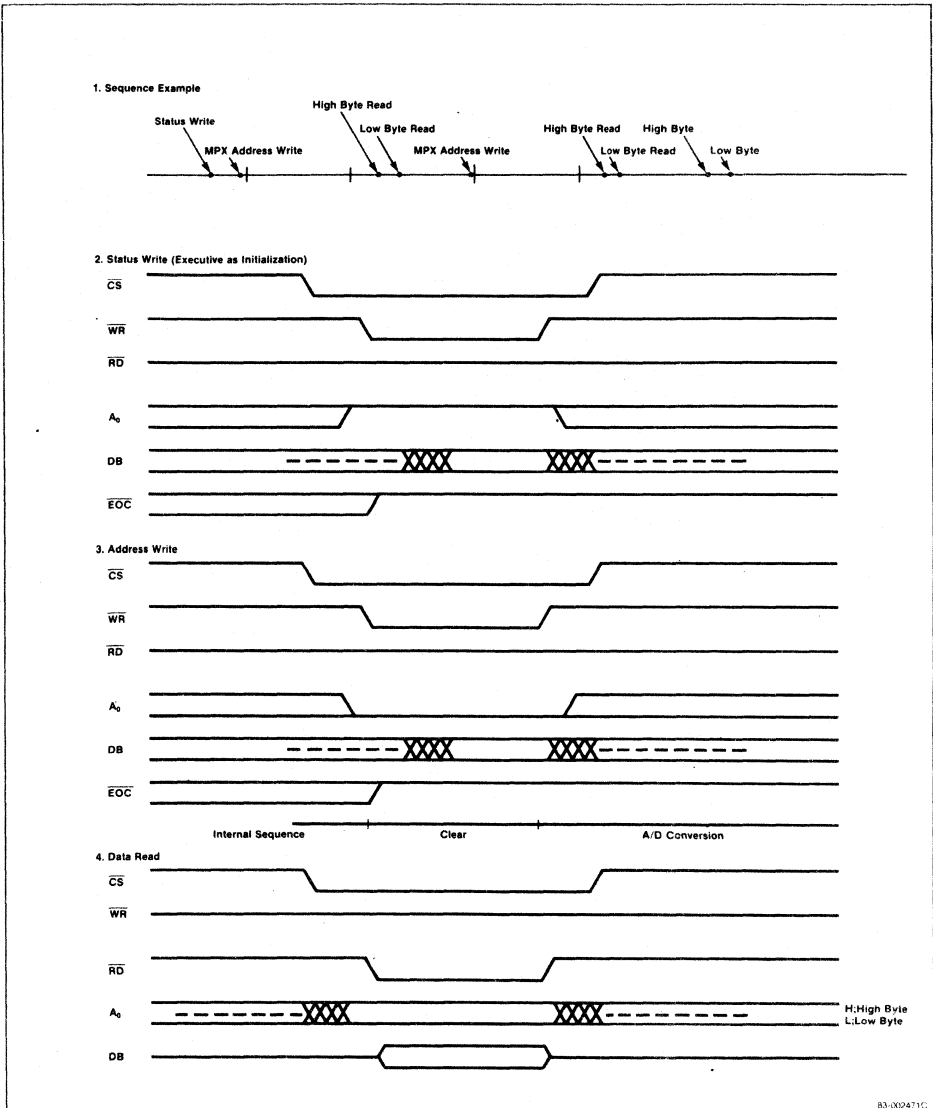 1. Sequence Example
High Byte Read
Status Write
Low Byte Read
High Byte Read
High Byte
MPX Address Write
MPX Address Write
Low Byte Read
Low Byte
2. Status Write (Executive as Initialization)
CS
WR
RD
A₀
DB
EOC
3. Address Write
CS
WR
RD
A₀
DB
EOC
Internal Sequence Clear A/D Conversion
4. Data Read
CS
WR
RD
A₀
H;High Byte
L;Low Byte
DB
83-002471C